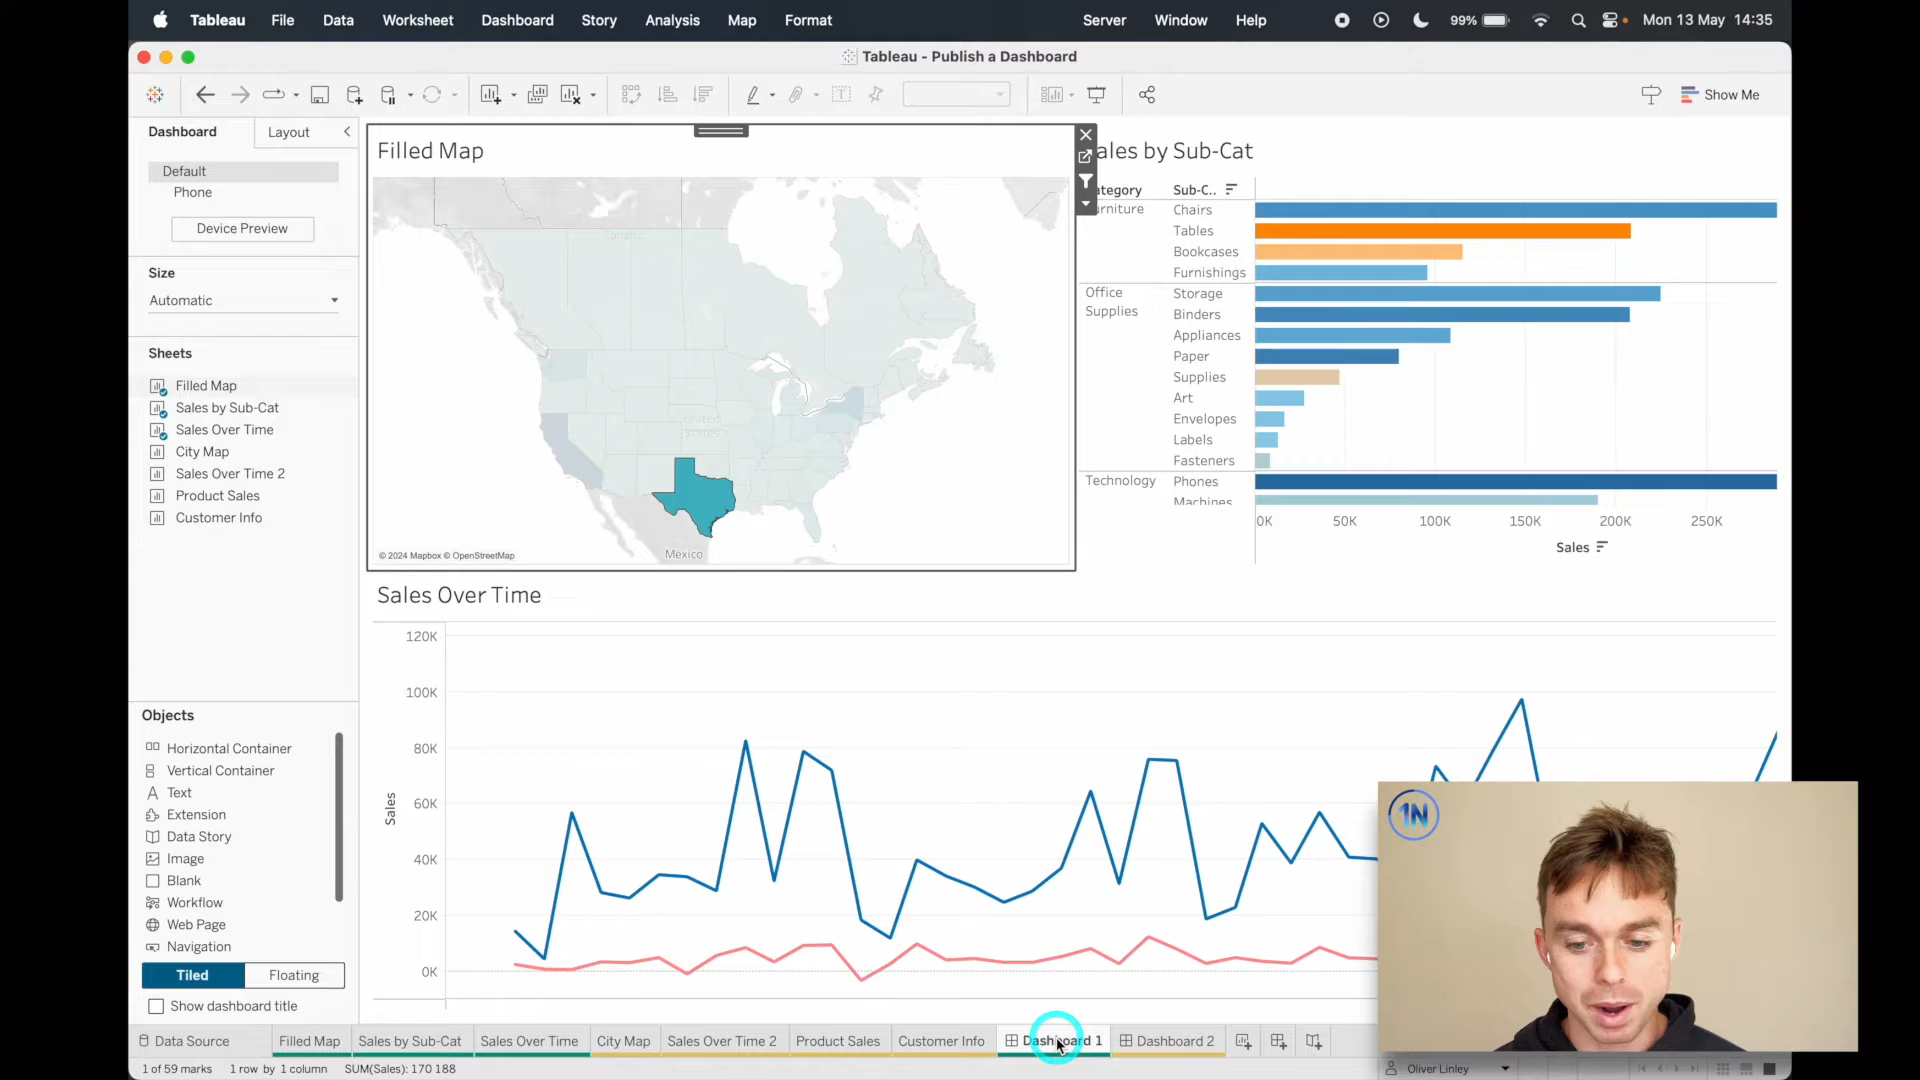 Tableau File Data Worksheet Dashboard Story Analysis Map Format Server Window Help 99% Mon 13 May 14:35
Tableau - Publish a Dashboard
Show Me
Dashboard Layout
Default
Phone
Device Preview
Size
Automatic
Sheets
Filled Map
Sales by Sub-Cat
Sales Over Time
City Map
Sales Over Time 2
Product Sales
Customer Info
Objects
Horizontal Container
Vertical Container
Text
Extension
Data Story
Image
Blank
Workflow
Web Page
Navigation
Tiled Floating
Show dashboard title
Filled Map
Canada
United
States
Mexico
© 2024 Mapbox © OpenStreetMap
ales by Sub-Cat
ategory Sub-C..
urniture Chairs
Tables
Bookcases
Furnishings
Office
Supplies
Storage
Binders
Appliances
Paper
Supplies
Art
Envelopes
Labels
Fasteners
Technology Phones
Machines
0K 50K 100K 150K 200K 250K
Sales
Sales Over Time
120K
100K
80K
60K
40K
20K
0K
Sales
1N
Data Source Filled Map Sales by Sub-Cat Sales Over Time City Map Sales Over Time 2 Product Sales Customer Info Dashboard 1 Dashboard 2
1 of 59 marks 1 row by 1 column SUM(Sales): 170 188 Oliver Linley